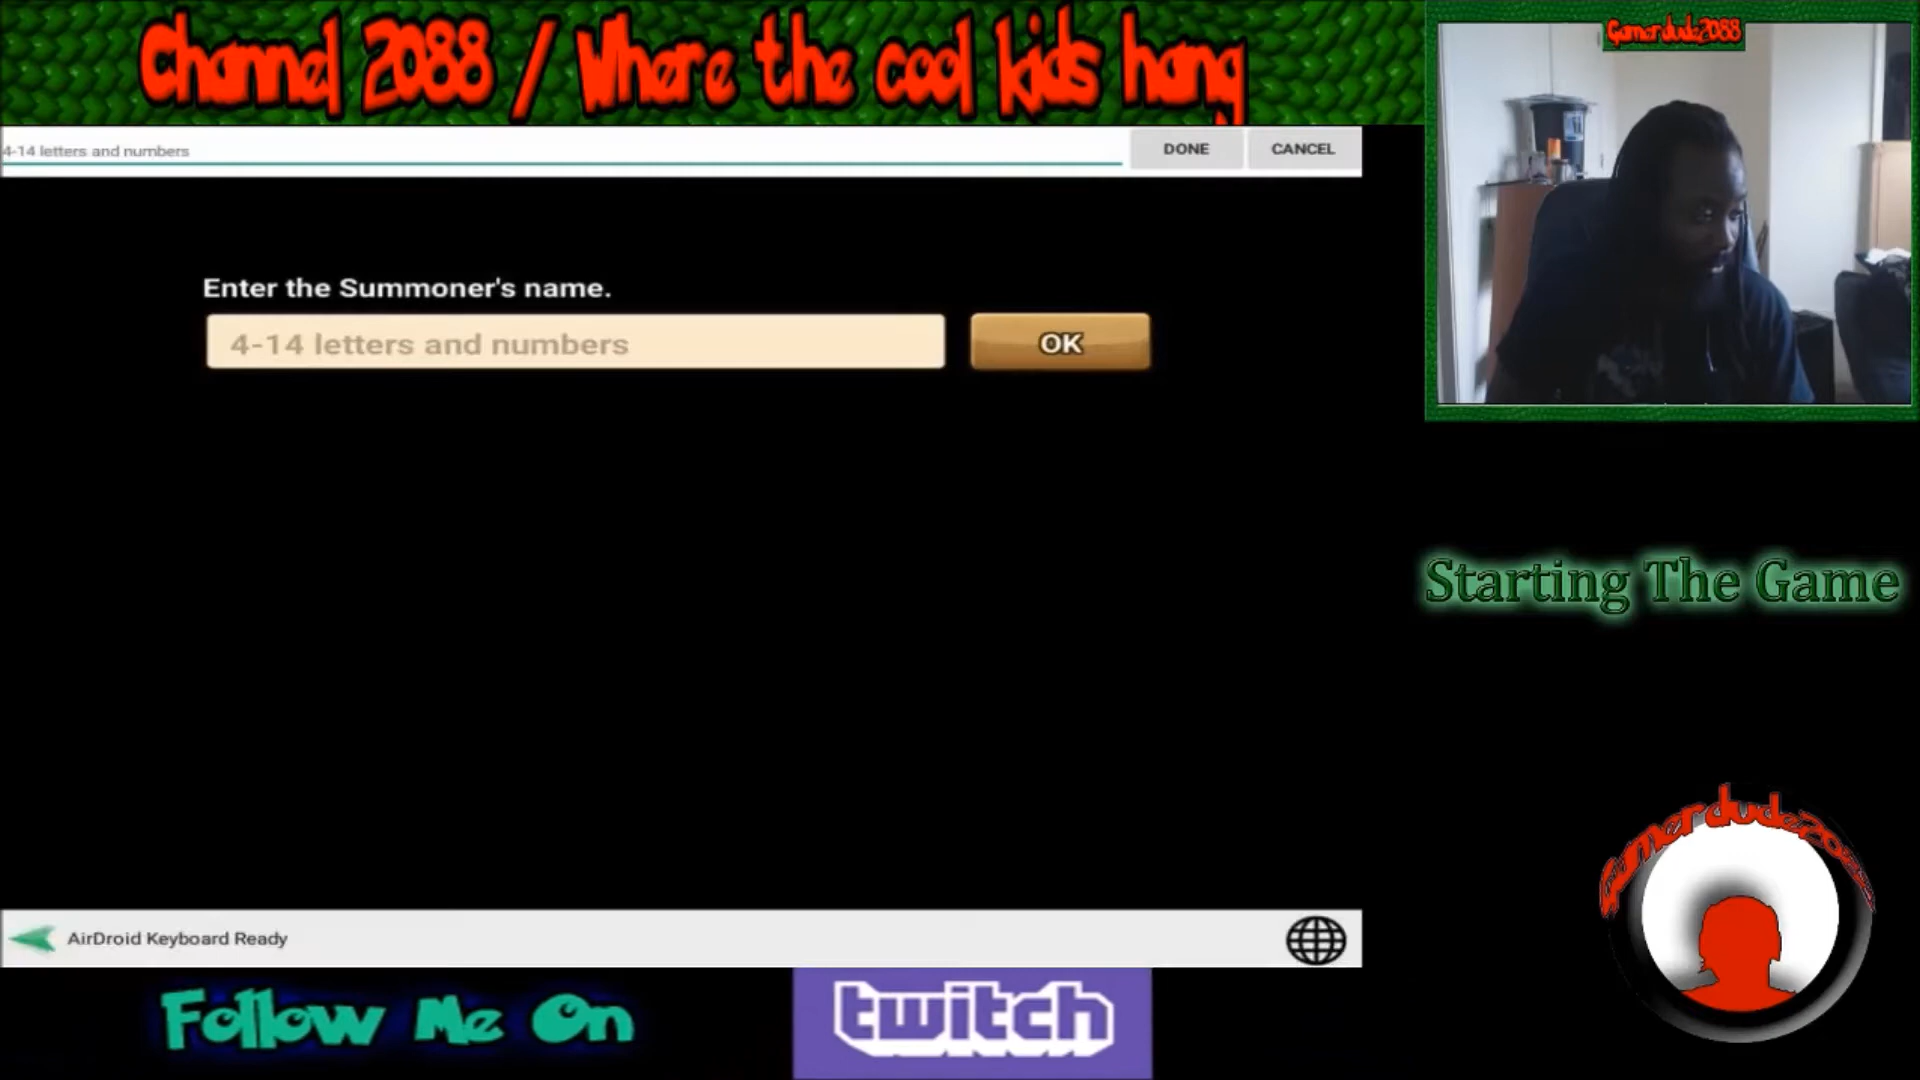 Channel 2088 / Where the cool kids hang
Gamerdude2088
4-14 letters and numbers
DONE
CANCEL
Enter the Summoner's name.
4-14 letters and numbers
OK
Starting The Game
Gamerdude2088
AirDroid Keyboard Ready
Follow Me On
twitch